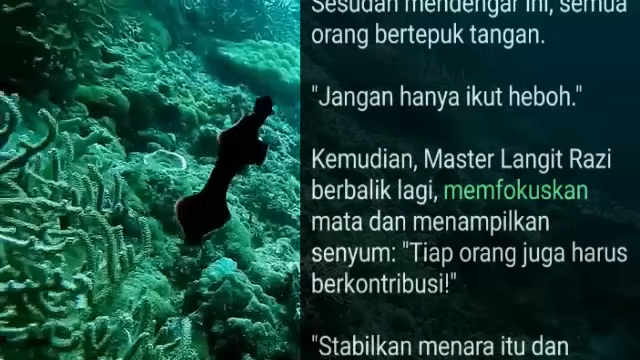 Sesudah mendengar ini, semua
orang bertepuk tangan.
"Jangan hanya ikut heboh."
Kemudian, Master Langit Razi
berbalik lagi, memfokuskan
mata dan menampilkan
senyum: "Tiap orang juga harus
berkontribusi!"
"Stabilkan menara itu dan